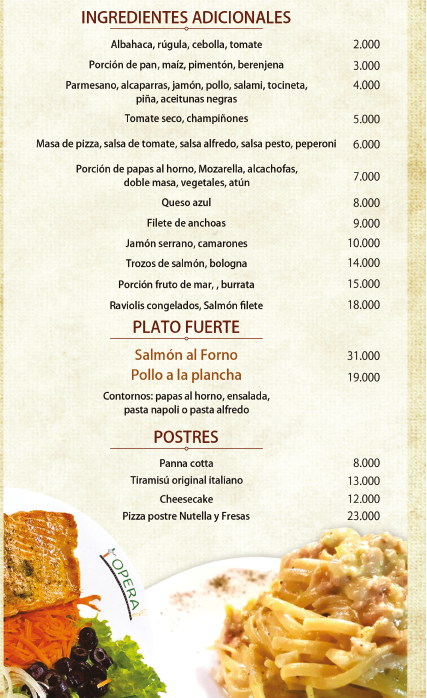 INGREDIENTES ADICIONALES
Albahaca, rúgula, cebolla, tomate 2.000
Porción de pan, maíz, pimentón, berenjena 3.000
Parmesano, alcaparras, jamón, pollo, salami, tocineta, 4.000
piña, aceitunas negras
Tomate seco, champiñones 5.000
Masa de pizza, salsa de tomate, salsa alfredo, salsa pesto, peperoni 6.000
Porción de papas al horno, Mozarella, alcachofas,
doble masa, vegetales, atún 7.000
Queso azul 8.000
Filete de anchoas 9.000
Jamón serrano, camarones 10.000
Trozos de salmón, bologna 14.000
Porción fruto de mar, , burrata 15.000
Raviolis congelados, Salmón filete 18.000
PLATO FUERTE
Salmón al Forno 31.000
Pollo a la plancha 19.000
Contornos: papas al horno, ensalada,
pasta napoli o pasta alfredo
POSTRES
Panna cotta 8.000
Tiramisú original italiano 13.000
Cheesecake 12.000
Pizza postre Nutella y Fresas 23.000
OPERA